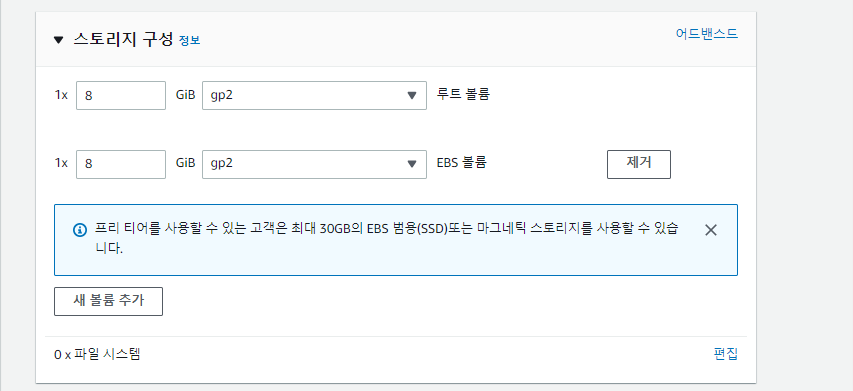 ▼ 스토리지 구성 정보 어드밴스드
1x 8 GiB gp2 루트 볼륨
1x 8 GiB gp2 EBS 볼륨 제거
프리 티어를 사용할 수 있는 고객은 최대 30GB의 EBS 범용(SSD)또는 마그네틱 스토리지를 사용할 수 있습
니다.
새 볼륨 추가
0 x 파일 시스템 편집